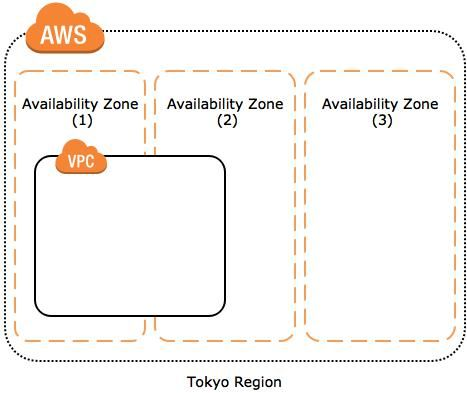 AWS
Availability Zone
(1)
Availability Zone
(2)
Availability Zone
(3)
VPC
Tokyo Region